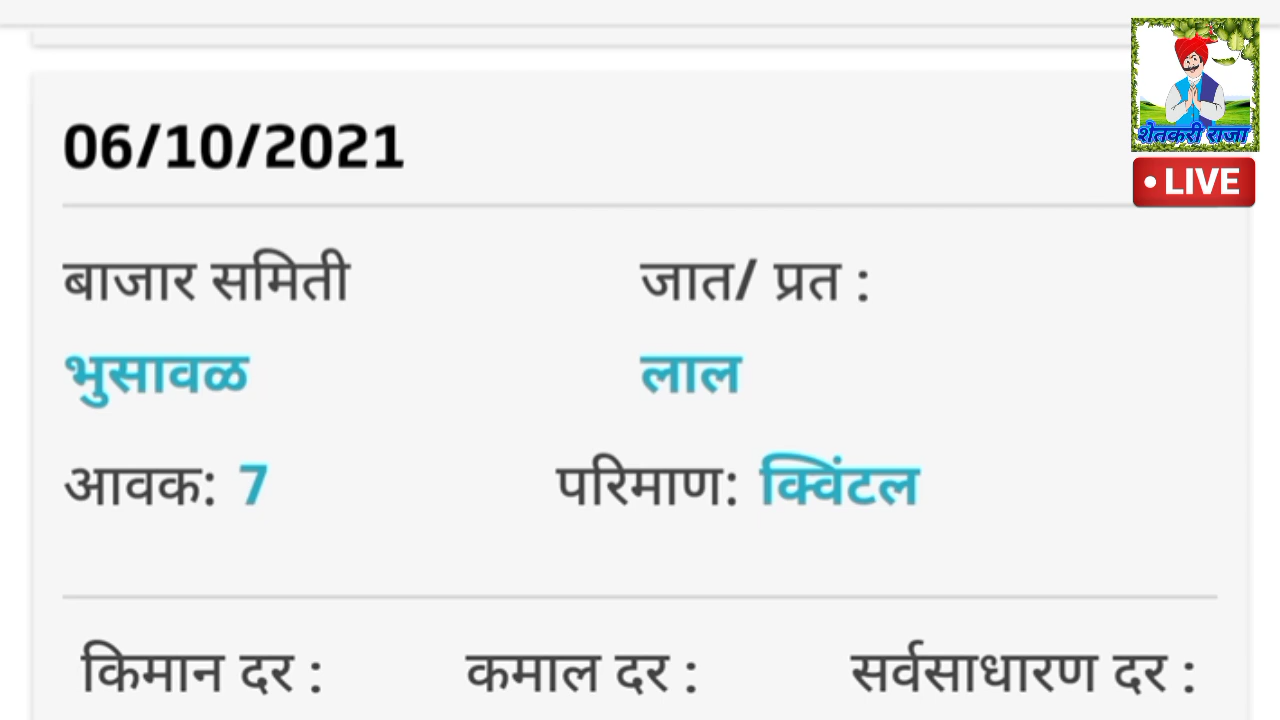 शेतकरी राजा
• LIVE
06/10/2021
बाजार समिती जात/ प्रत :
भुसावळ लाल
आवक: 7 परिमाण: क्विंटल
किमान दर : कमाल दर : सर्वसाधारण दर :